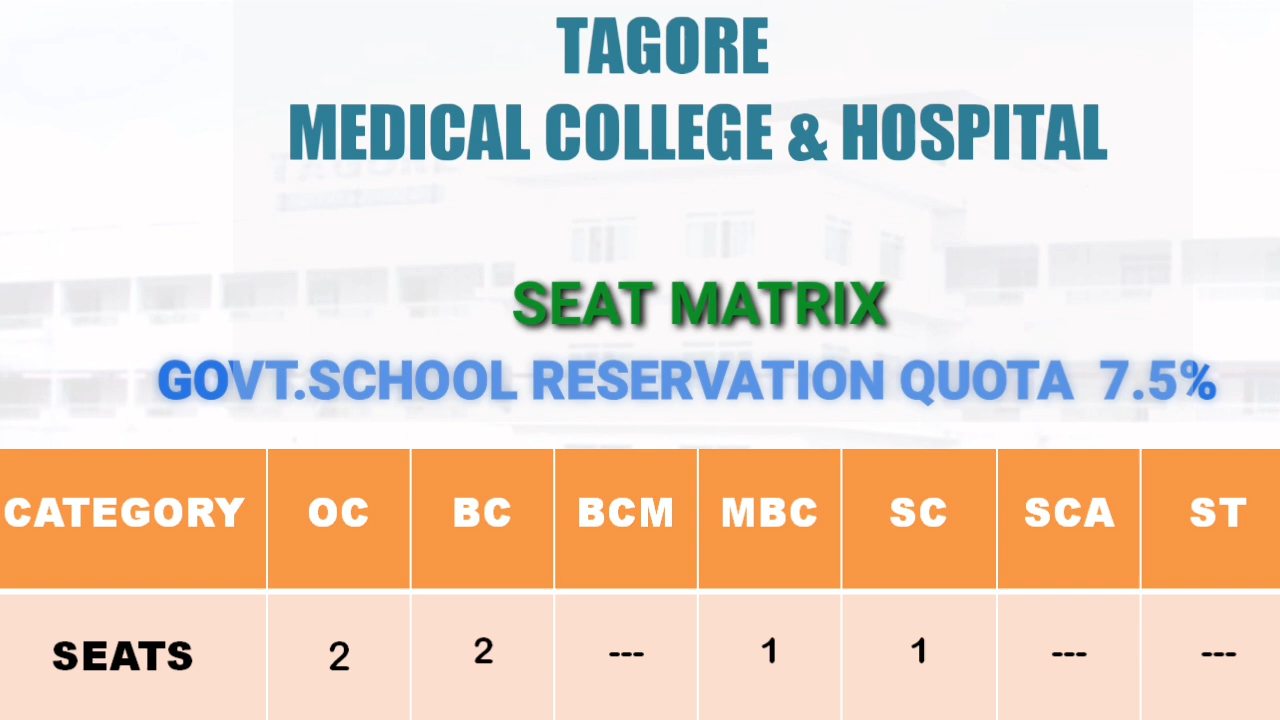 TAGORE
MEDICAL COLLEGE & HOSPITAL
TAGORE
SEAT MATRIX
GOVT.SCHOOL RESERVATION QUOTA 7.5%
CATEGORY OC BC BCM MBC SC SCA ST
SEATS 2 2 --- 1 1 --- ---